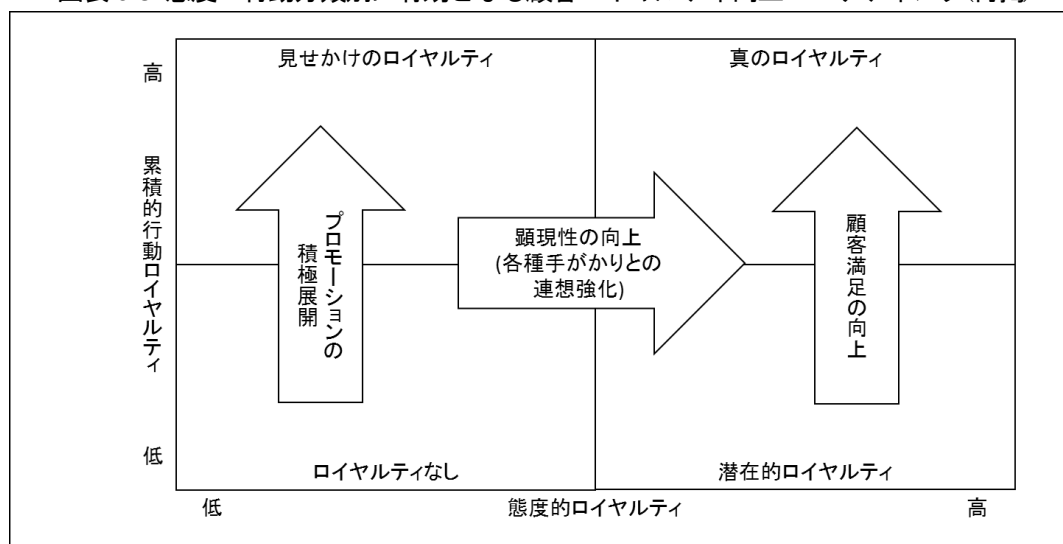 見せかけのロイヤルティ
真のロイヤルティ
高
累積的行動ロイヤルティ
プロモーションの
積極展開
顕現性の向上
(各種手がかりとの
連想強化)
顧客満足の向上
低
ロイヤルティなし
潜在的ロイヤルティ
低
態度的ロイヤルティ
高